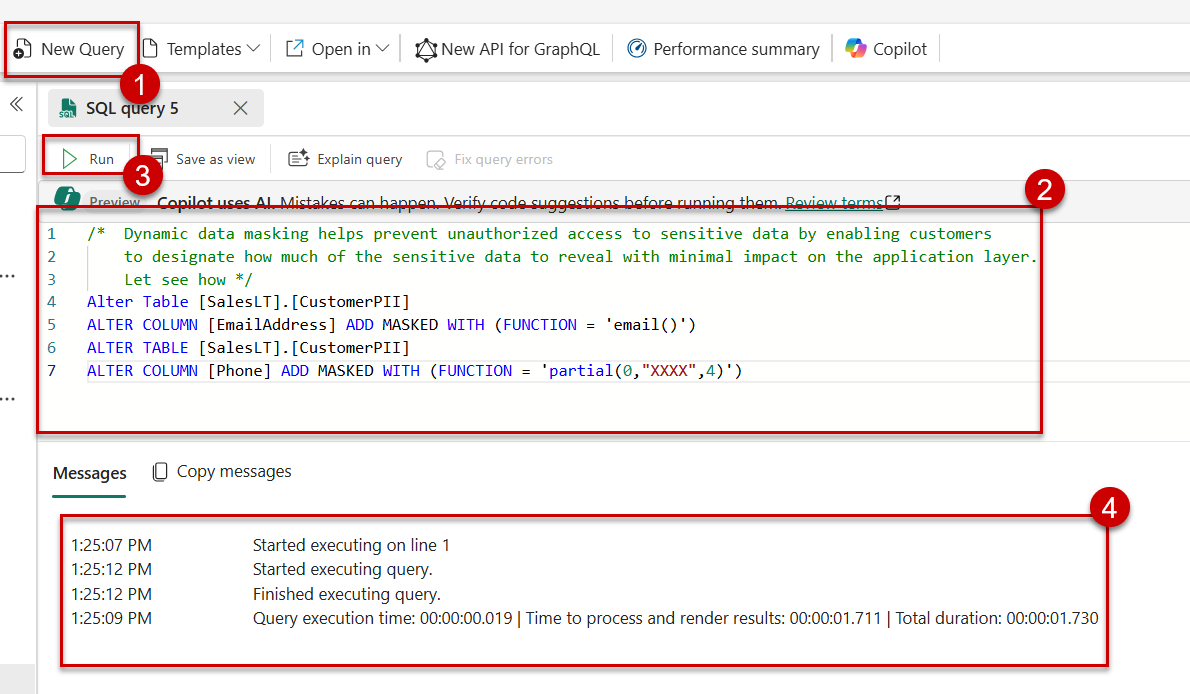 New Query Templates Open in New API for GraphQL Performance summary Copilot
1
SQL SQL query 5
Run Save as view Explain query Fix query errors
3
2
Preview Copilot uses AI. Mistakes can happen. Verify code suggestions before running them. Review terms
1 /* Dynamic data masking helps prevent unauthorized access to sensitive data by enabling customers
2 to designate how much of the sensitive data to reveal with minimal impact on the application layer.
3 Let see how */
4 Alter Table [SalesLT].[CustomerPII]
5 ALTER COLUMN [EmailAddress] ADD MASKED WITH (FUNCTION = 'email()')
6 ALTER TABLE [SalesLT].[CustomerPII]
7 ALTER COLUMN [Phone] ADD MASKED WITH (FUNCTION = 'partial(0,"XXXX",4)')
Messages Copy messages
4
1:25:07 PM Started executing on line 1
1:25:12 PM Started executing query.
1:25:12 PM Finished executing query.
1:25:09 PM Query execution time: 00:00:00.019 | Time to process and render results: 00:00:01.711 | Total duration: 00:00:01.730